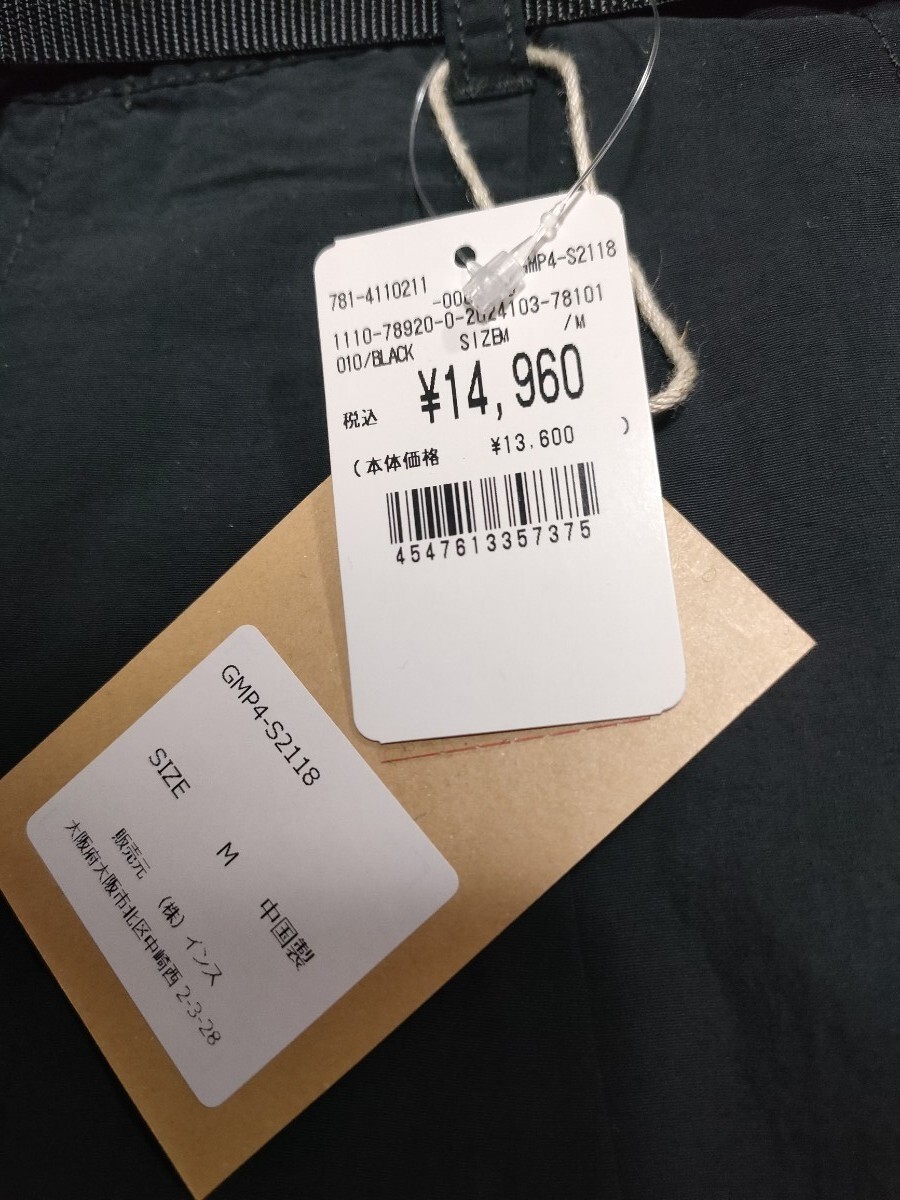 781-4110211
GMP4-S2118
1110-78920-0-2024103-78101
010/BLACK SIZEM /M
税込 ¥14,960
(本体価格 ¥13,600 )
4547613357375
GMP4-S2118
SIZE M 中国製
販売元 (株)インス
大阪府大阪市北区中崎西2-3-28